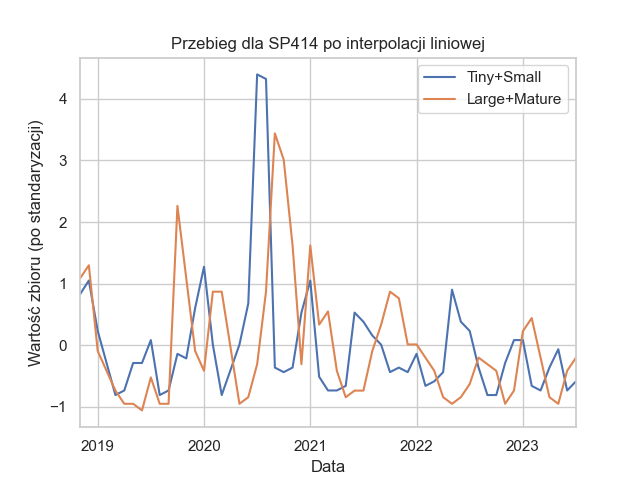 Przebieg dla SP414 po interpolacji liniowej
Tiny+Small
Large+Mature
Wartość zbioru (po standaryzacji)
4
3
2
1
0
−1
2019
2020
2021
2022
2023
Data